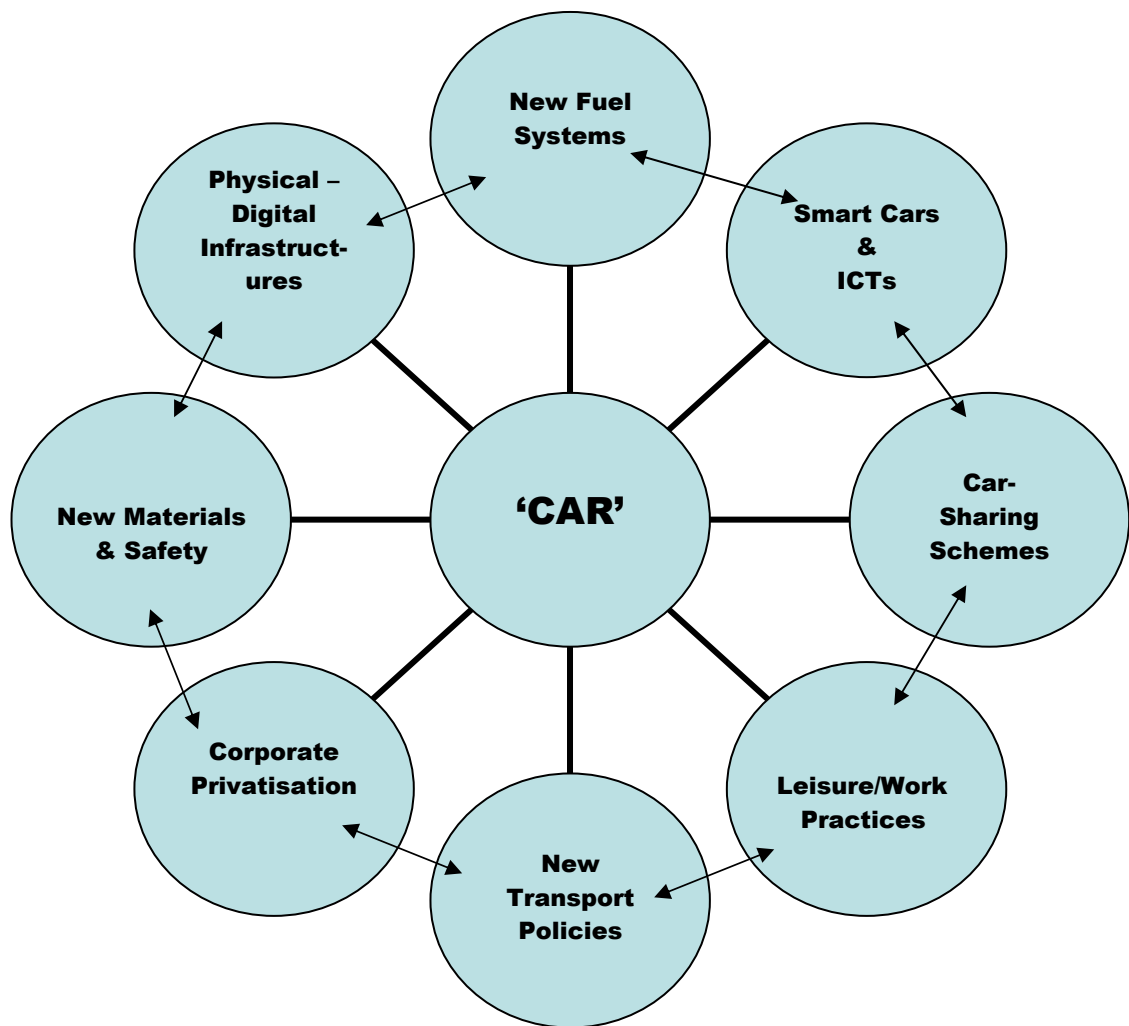 New Fuel
Systems
Physical –
Digital
Infrastruct-
ures
Smart Cars
&
ICTs
New Materials
& Safety
‘CAR’
Car-
Sharing
Schemes
Corporate
Privatisation
Leisure/Work
Practices
New
Transport
Policies